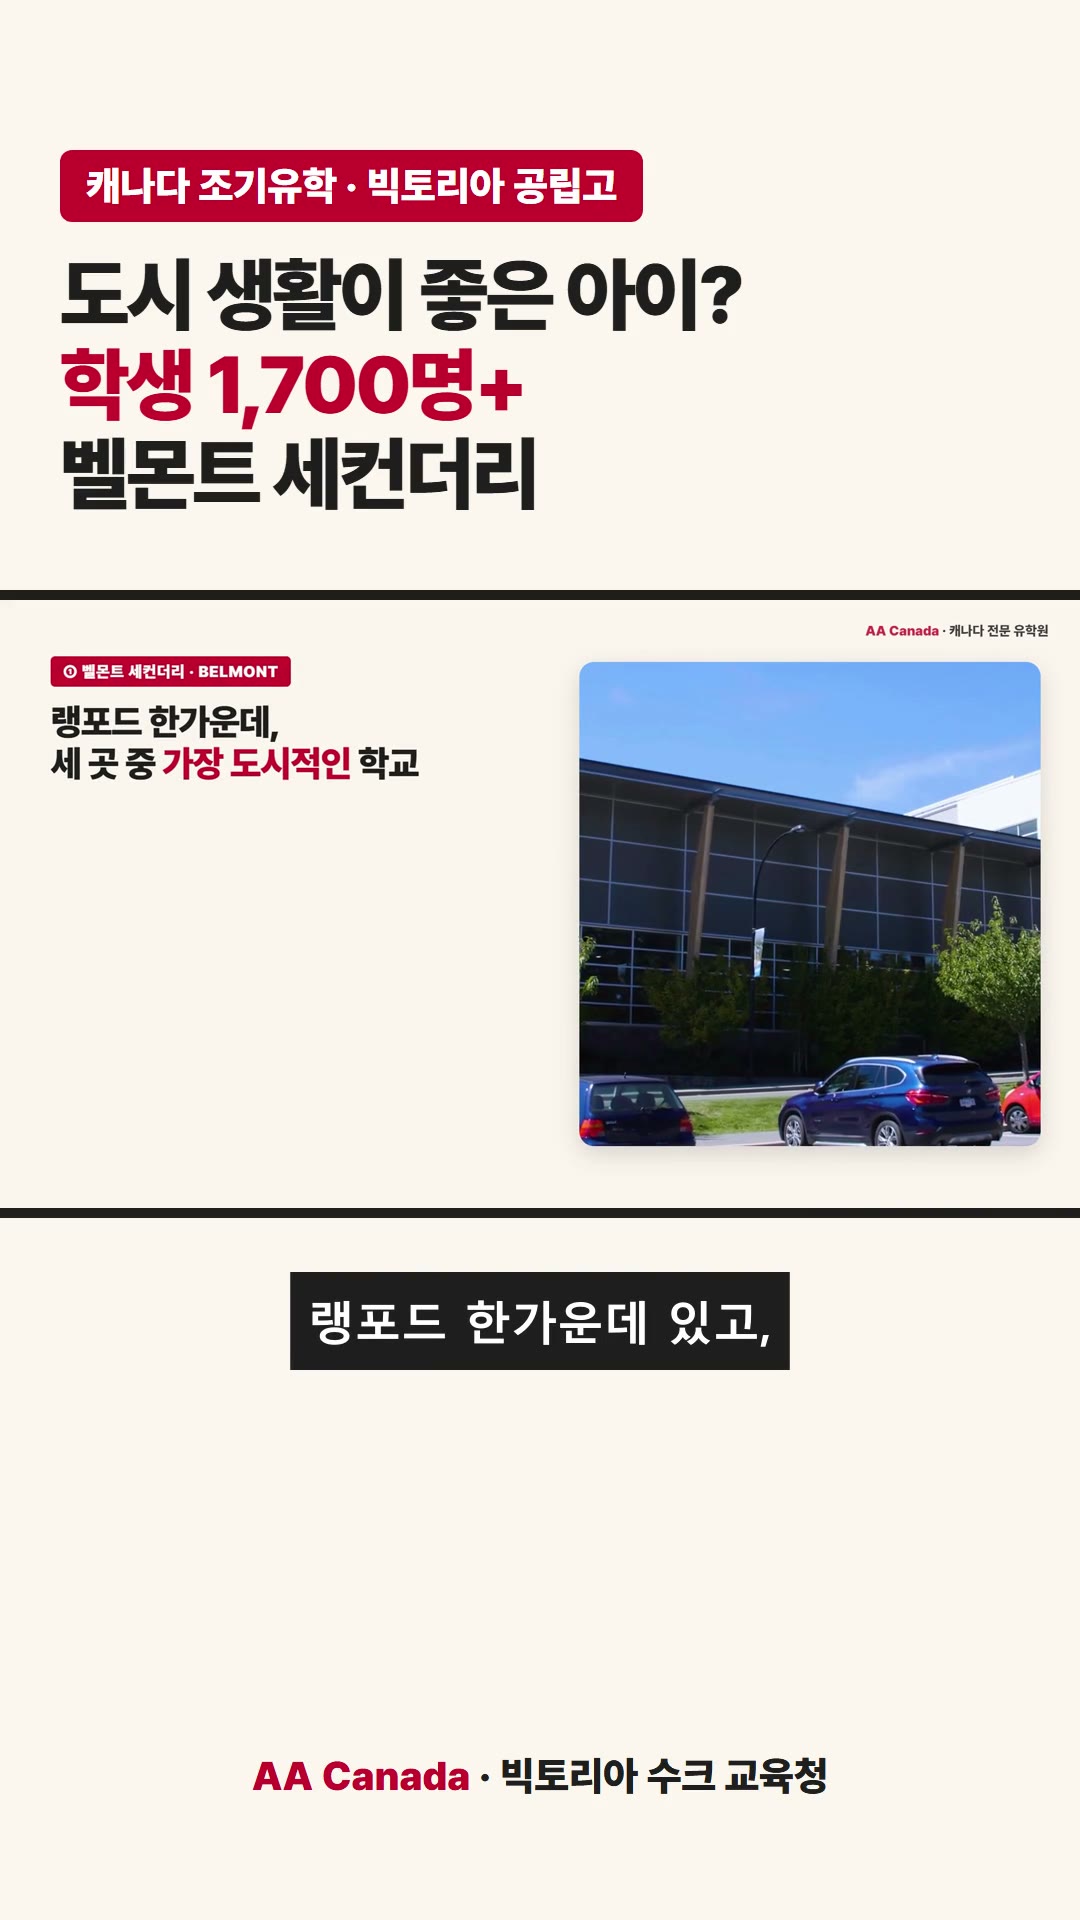 캐나다 조기유학 · 빅토리아 공립고
도시 생활이 좋은 아이?
학생 1,700명+
벨몬트 세컨더리
AA Canada · 캐나다 전문 유학원
① 벨몬트 세컨더리 · BELMONT
랭포드 한가운데,
세 곳 중 가장 도시적인 학교
랭포드 한가운데 있고,
AA Canada · 빅토리아 수크 교육청